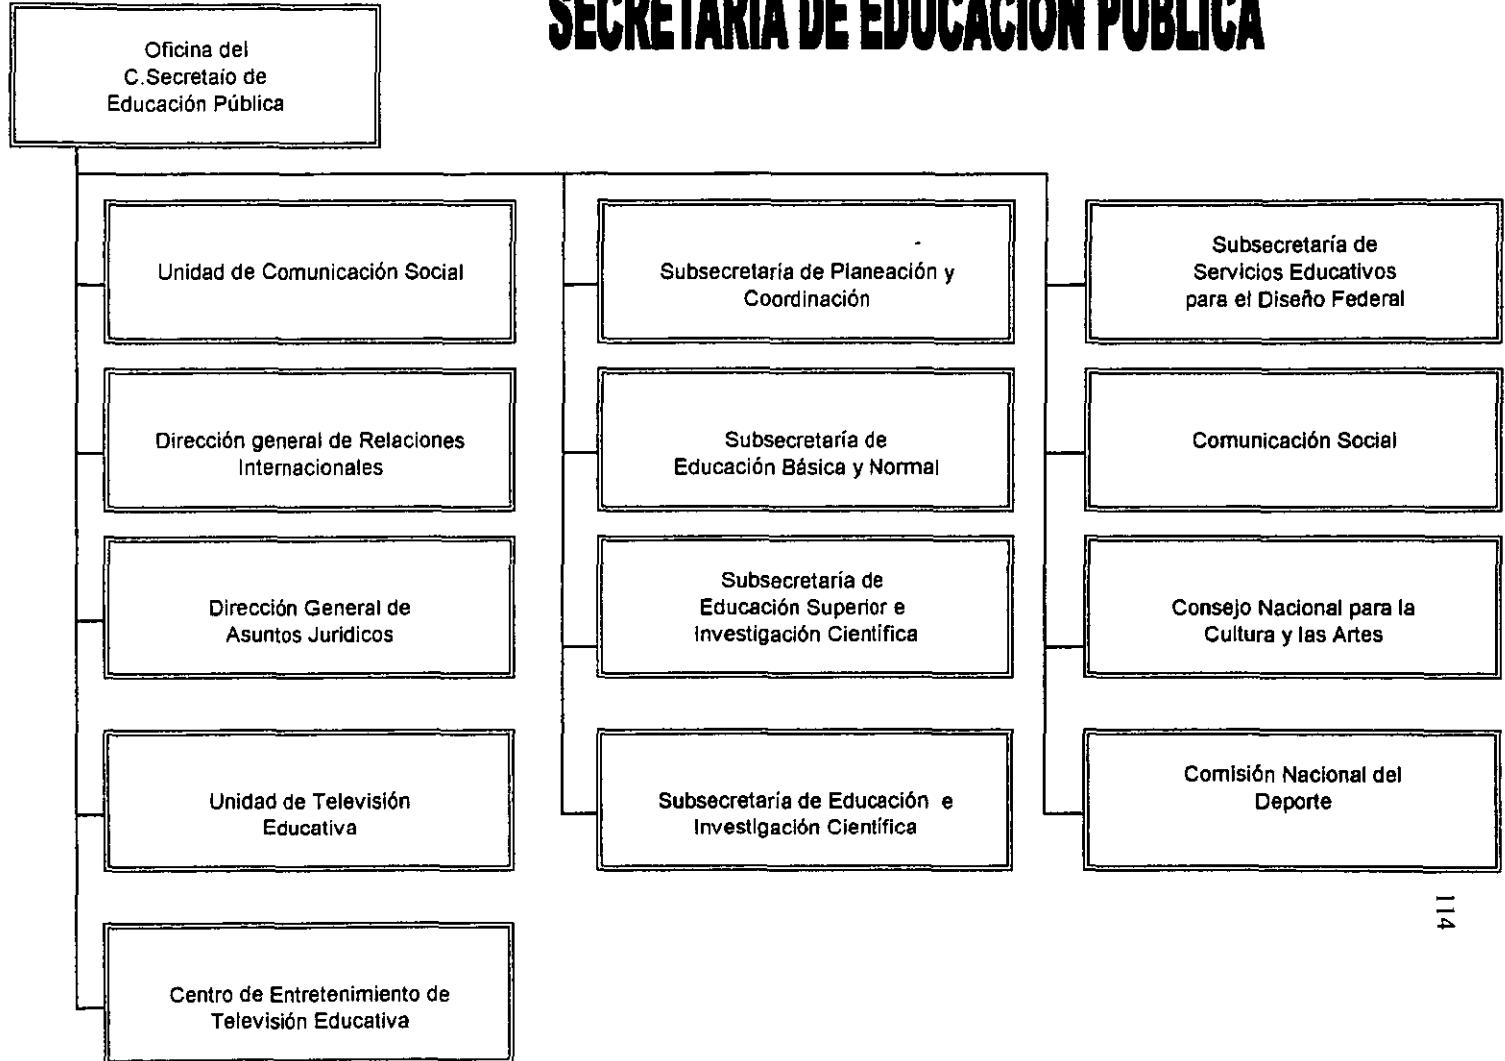 SECRETARÍA DE EDUCACIÓN PÚBLICA
Oficina del
C.Secretaío de
Educación Pública
Unidad de Comunicación Social
Dirección general de Relaciones
Internacionales
Dirección General de
Asuntos Juridicos
Unidad de Televisión
Educativa
Centro de Entretenimiento de
Televisión Educativa
Subsecretaría de Planeación y
Coordinación
Subsecretaría de
Educación Básica y Normal
Subsecretaría de
Educación Superior e
Investigación Científica
Subsecretaría de Educación e
Investigación Científica
Subsecretaría de
Servicios Educativos
para el Diseño Federal
Comunicación Social
Consejo Nacional para la
Cultura y las Artes
Comisión Nacional del
Deporte
114